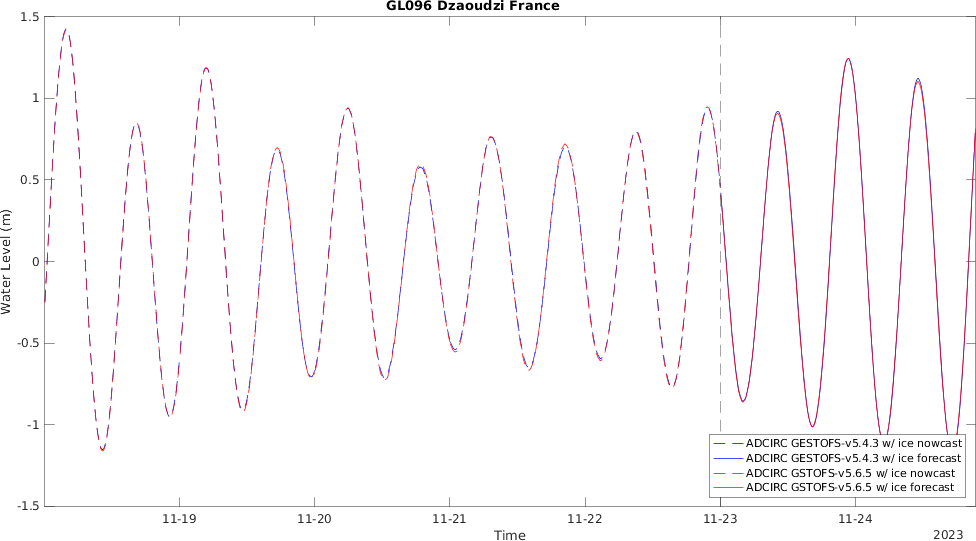 GL096 Dzaoudzi France
1.5
1
0.5
0
-0.5
-1
-1.5
Water Level (m)
ADCIRC GESTOFS-v5.4.3 w/ ice nowcast
ADCIRC GESTOFS-v5.4.3 w/ ice forecast
ADCIRC GSTOFS-v5.6.5 w/ ice nowcast
ADCIRC GSTOFS-v5.6.5 w/ ice forecast
11-19 11-20 11-21 11-22 11-23 11-24
Time
2023